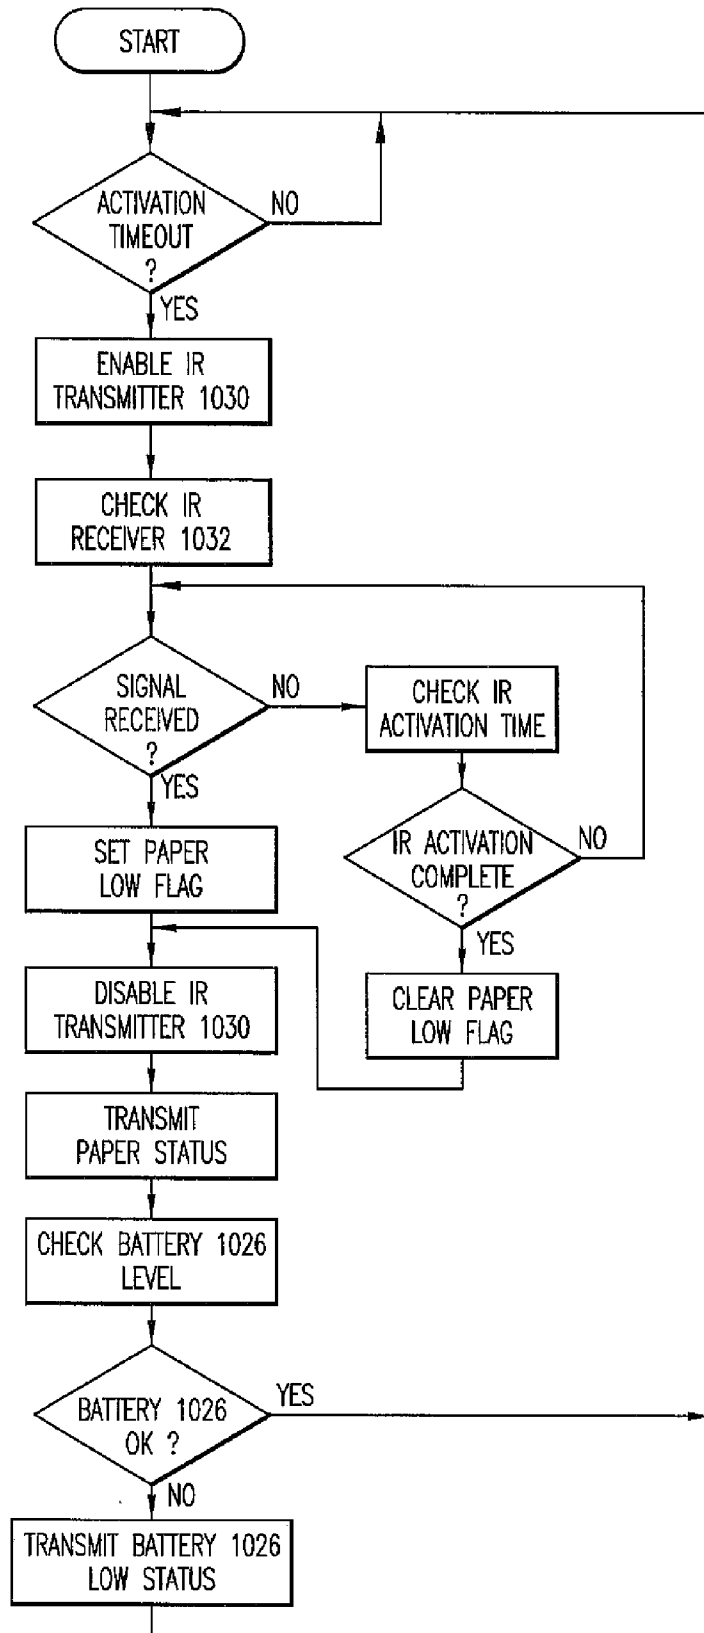 START
ACTIVATION
TIMEOUT
?
NO
YES
ENABLE IR
TRANSMITTER 1030
CHECK IR
RECEIVER 1032
SIGNAL
RECEIVED
?
NO
YES
CHECK IR
ACTIVATION TIME
IR ACTIVATION
COMPLETE
?
NO
YES
CLEAR PAPER
LOW FLAG
SET PAPER
LOW FLAG
DISABLE IR
TRANSMITTER 1030
TRANSMIT
PAPER STATUS
CHECK BATTERY 1026
LEVEL
BATTERY 1026
OK ?
YES
NO
TRANSMIT BATTERY 1026
LOW STATUS